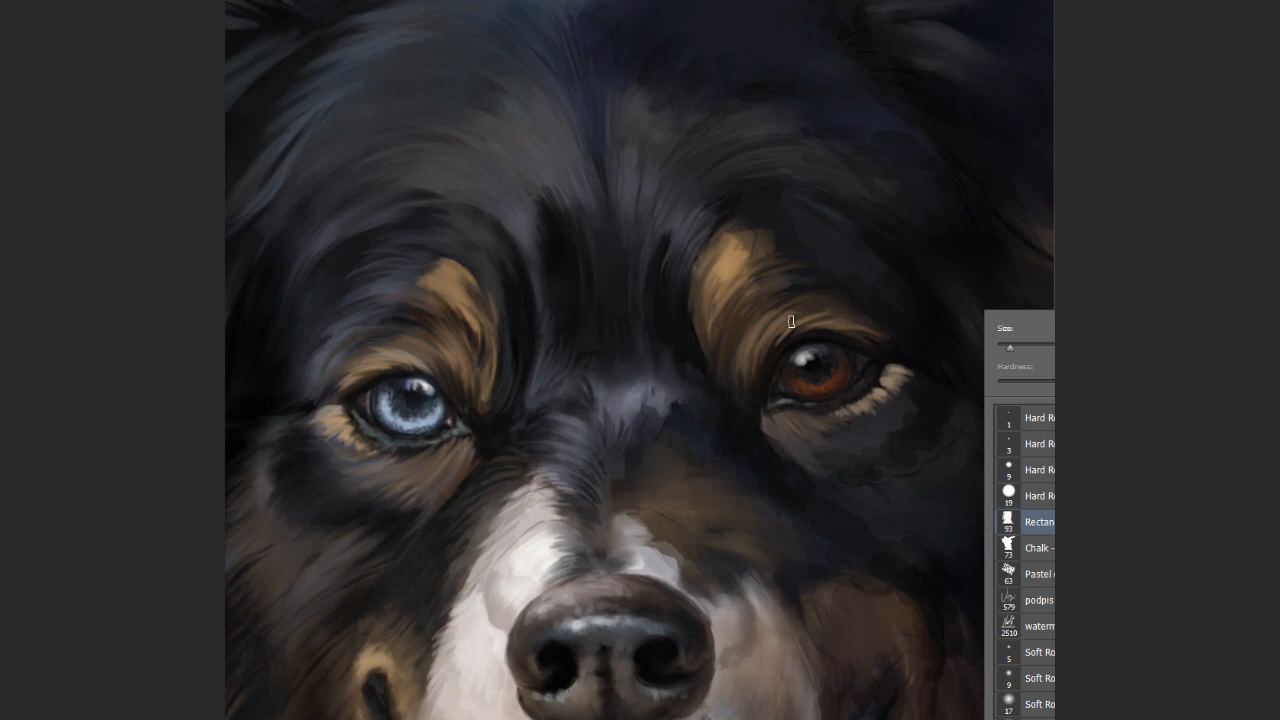 Size:
Hardness:
1 Hard R
3 Hard R
9 Hard R
19 Hard R
93 Rectan
73 Chalk -
63 Pastel
579 podpis
2510 waterm
5 Soft Ro
9 Soft Ro
17 Soft Ro